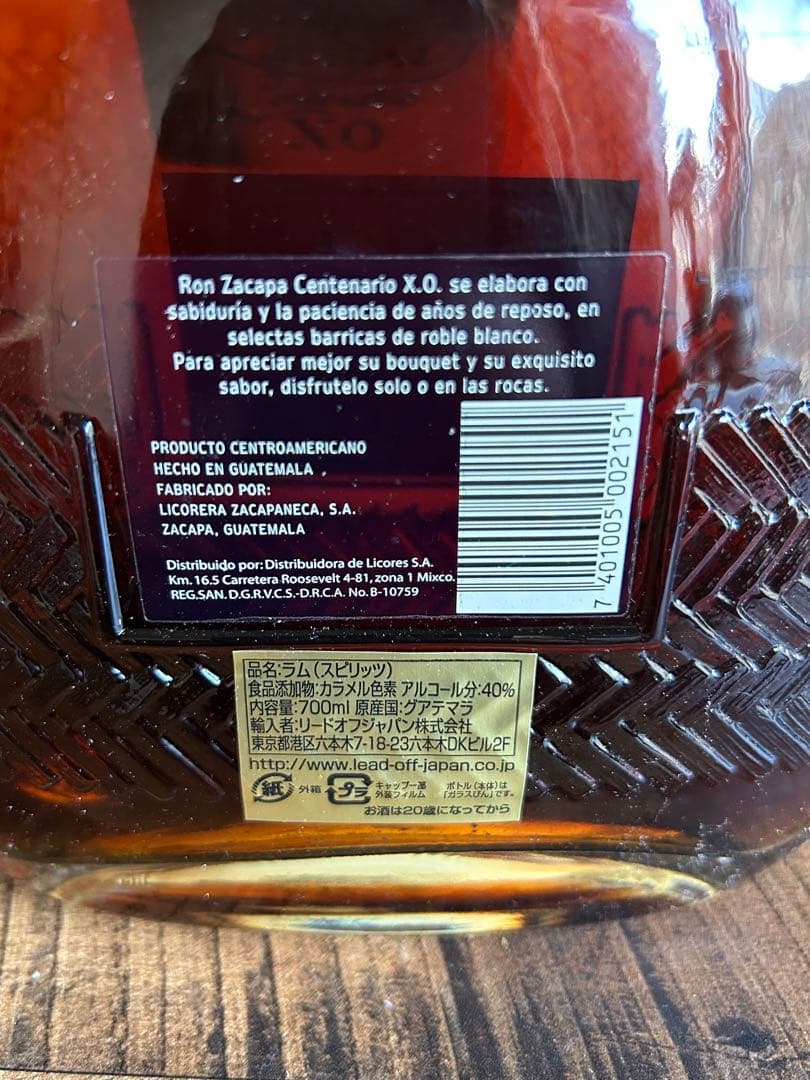 XO
Ron Zacapa Centenario X.O. se elabora con
sabiduría y la paciencia de años de reposo, en
selectas barricas de roble blanco.
Para apreciar mejor su bouquet y su exquisito
sabor, disfrutelo solo o en las rocas.
PRODUCTO CENTROAMERICANO
HECHO EN GUATEMALA
FABRICADO POR:
LICORERA ZACAPANECA, S.A.
ZACAPA, GUATEMALA
Distribuido por: Distribuidora de Licores S.A.
Km. 16.5 Carretera Roosevelt 4-81, zona 1 Mixco.
REG.SAN. D.G.R.V.C.S.-D.R.C.A. No. B-10759
7 401005 002151
品名:ラム(スピリッツ)
食品添加物:カラメル色素 アルコール分:40%
内容量:700ml 原産国:グアテマラ
輸入者:リードオフジャパン株式会社
東京都港区六本木7-18-23六本木DKビル2F
http://www.lead-off-japan.co.jp
紙 外箱 プラ キャップ一部
外装フィルム
ボトル(本体)は
「ガラスびん」です。
お酒は20歳になってから